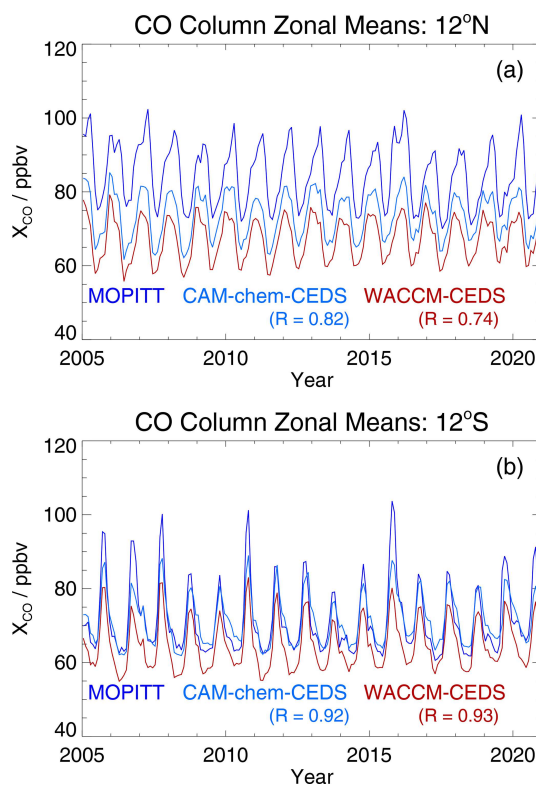 CO Column Zonal Means: 12°N
(a)
120
100
80
60
40
X_CO / ppbv
MOPITT CAM-chem-CEDS WACCM-CEDS
(R = 0.82) (R = 0.74)
2005 2010 2015 2020
Year
CO Column Zonal Means: 12°S
(b)
120
100
80
60
40
X_CO / ppbv
MOPITT CAM-chem-CEDS WACCM-CEDS
(R = 0.92) (R = 0.93)
2005 2010 2015 2020
Year